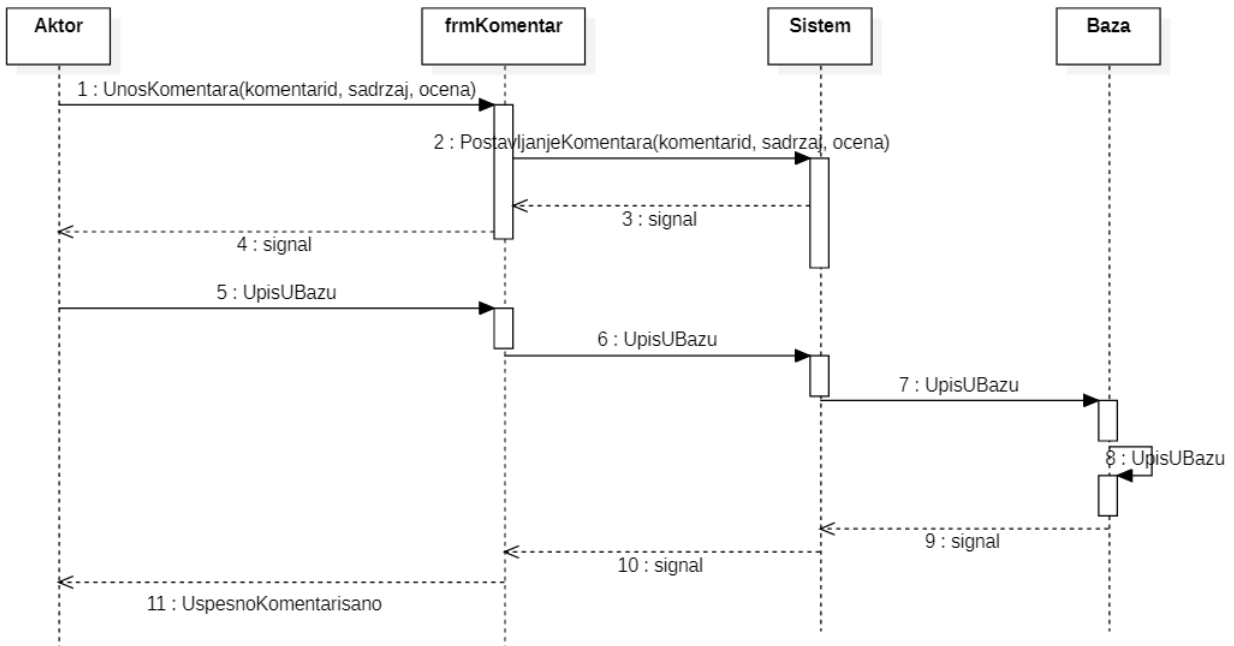 Aktor
frmKomentar
Sistem
Baza
1 : UnosKomentara(komentarid, sadrzaj, ocena)
2 : PostavljanjeKomentara(komentarid, sadrzaj, ocena)
3 : signal
4 : signal
5 : UpisUBazu
6 : UpisUBazu
7 : UpisUBazu
8 : UpisUBazu
9 : signal
10 : signal
11 : UspesnoKomentarisano